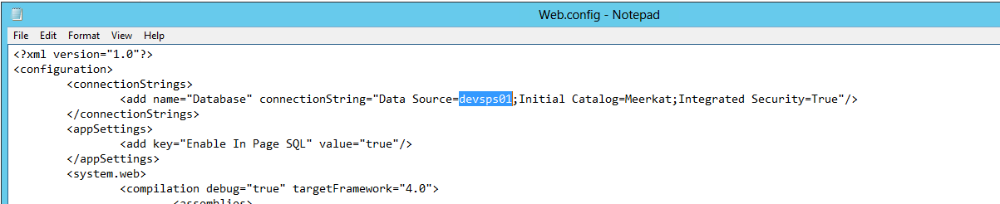 Web.config - Notepad
File Edit Format View Help
<?xml version="1.0"?>
<configuration>
<connectionStrings>
<add name="Database" connectionString="Data Source=devsps01;Initial Catalog=Meerkat;Integrated Security=True"/>
</connectionStrings>
<appSettings>
<add key="Enable In Page SQL" value="true"/>
</appSettings>
<system.web>
<compilation debug="true" targetFramework="4.0">
<assemblies>